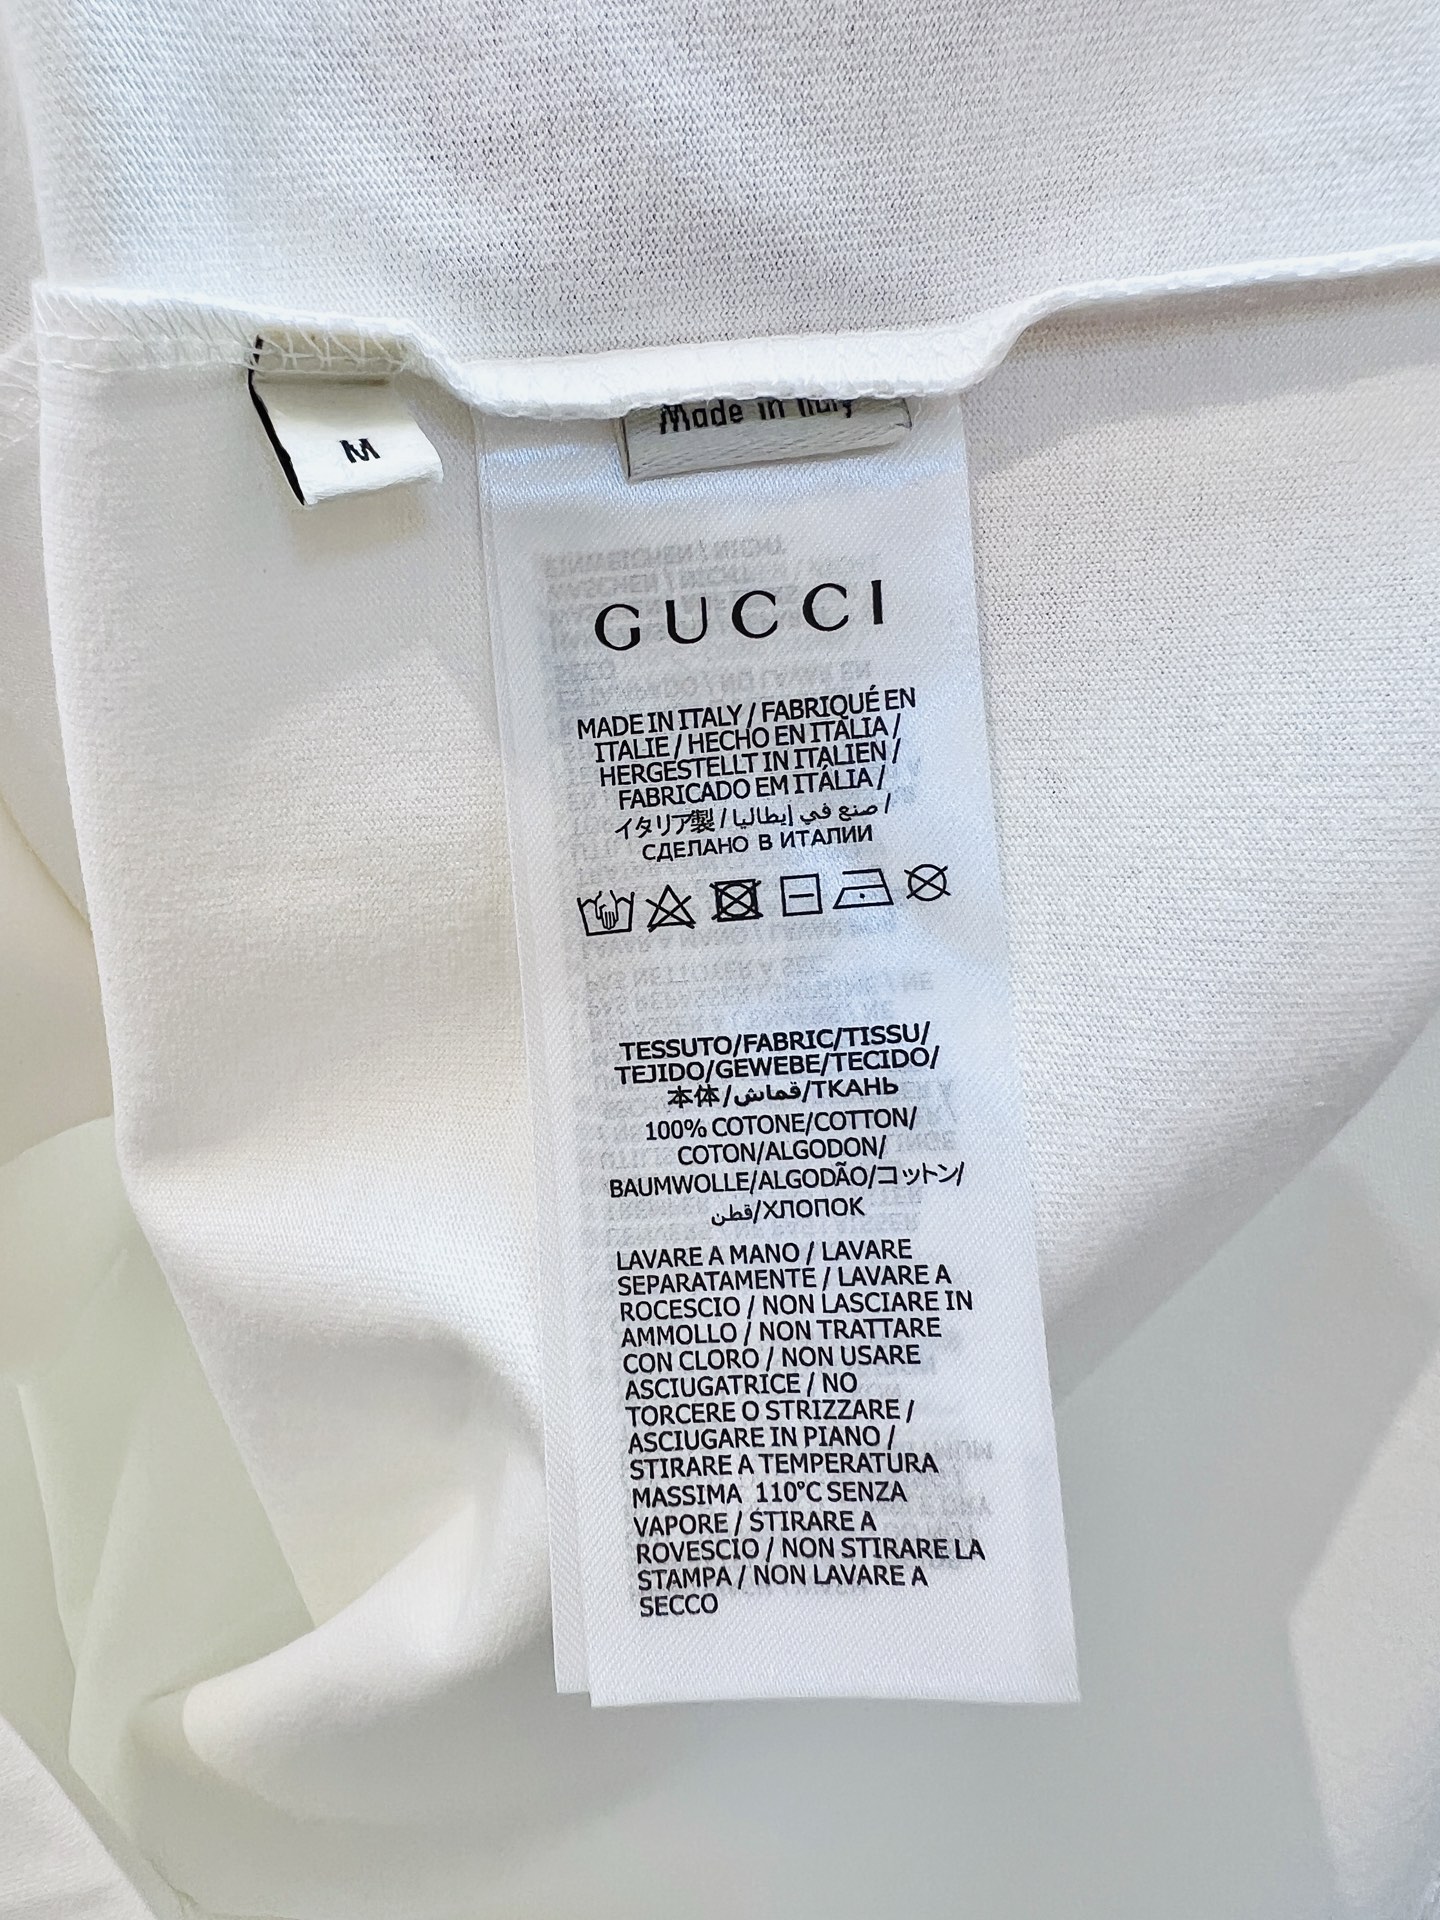 Made in Italy
M
GUCCI
MADE IN ITALY / FABRIQUÉ EN
ITALIE / HECHO EN ITALIA /
HERGESTELLT IN ITALIEN /
FABRICADO EM ITÁLIA /
イタリア製 / صنع في إيطاليا /
СДЕЛАНО В ИТАЛИИ
TESSUTO/FABRIC/TISSU/
TEJIDO/GEWEBE/TECIDO/
本体/قماش/ТКАНЬ
100% COTONE/COTTON/
COTON/ALGODON/
BAUMWOLLE/ALGODÃO/コットン/
قطن/ХЛОПОК
LAVARE A MANO / LAVARE
SEPARATAMENTE / LAVARE A
ROCESCIO / NON LASCIARE IN
AMMOLLO / NON TRATTARE
CON CLORO / NON USARE
ASCIUGATRICE / NO
TORCERE O STRIZZARE /
ASCIUGARE IN PIANO /
STIRARE A TEMPERATURA
MASSIMA 110°C SENZA
VAPORE / STIRARE A
ROVESCIO / NON STIRARE LA
STAMPA / NON LAVARE A
SECCO